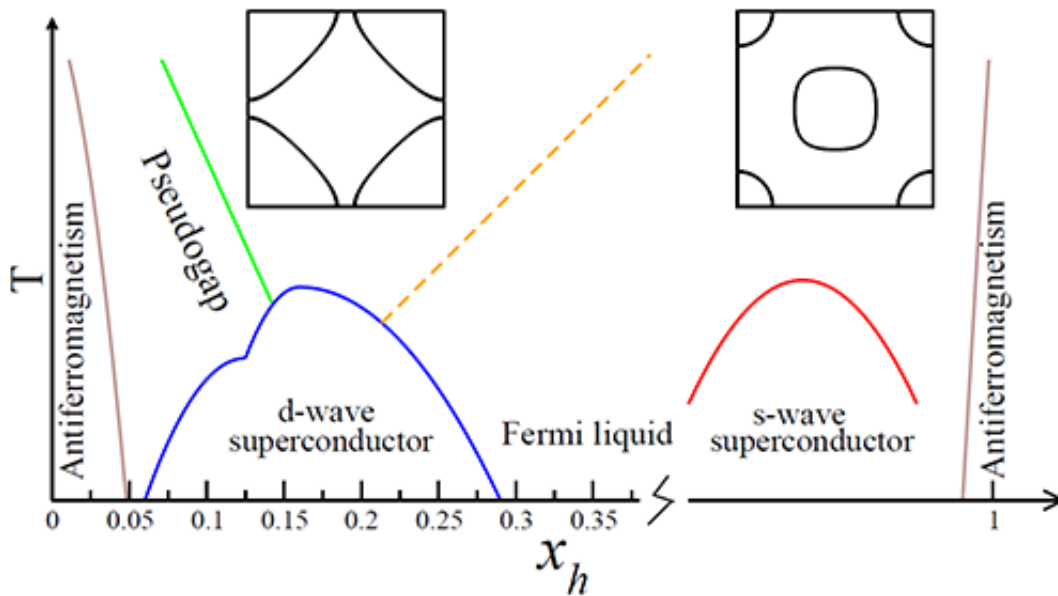 T
Antiferromagnetism
Pseudogap
d-wave
superconductor
Fermi liquid
s-wave
superconductor
Antiferromagnetism
0 0.05 0.1 0.15 0.2 0.25 0.3 0.35 1
x_h